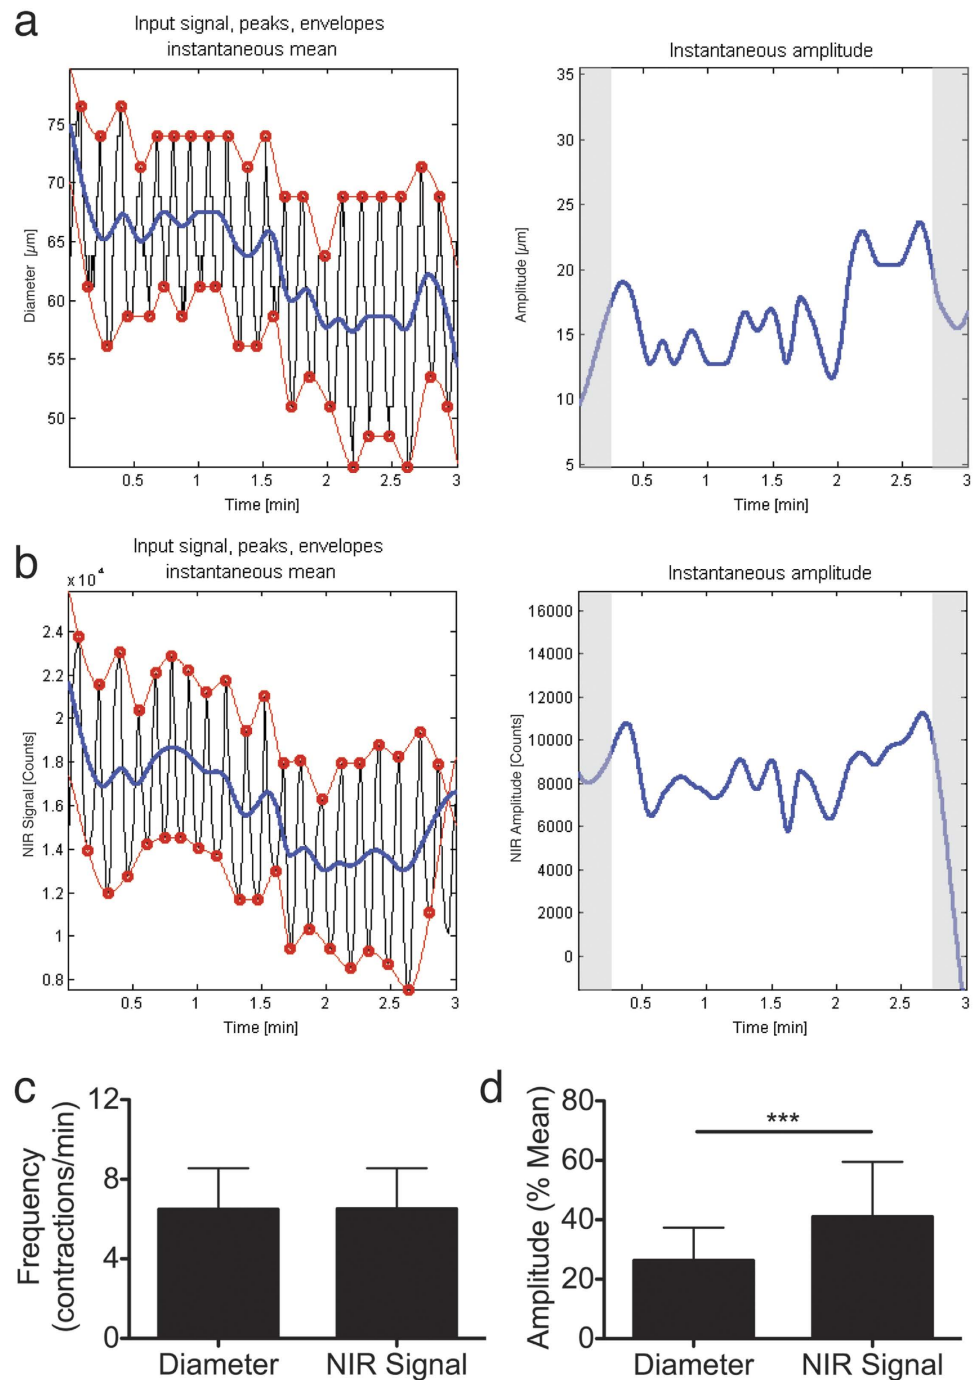 a
Input signal, peaks, envelopes
instantaneous mean
Diameter [µm]
75
70
65
60
55
50
0.5 1 1.5 2 2.5 3
Time [min]
Instantaneous amplitude
Amplitude [µm]
35
30
25
20
15
10
5
0.5 1 1.5 2 2.5 3
Time [min]
b
Input signal, peaks, envelopes
instantaneous mean
x 10⁴
NIR Signal [Counts]
2.4
2.2
2
1.8
1.6
1.4
1.2
1
0.8
0.5 1 1.5 2 2.5 3
Time [min]
Instantaneous amplitude
NIR Amplitude [Counts]
16000
14000
12000
10000
8000
6000
4000
2000
0
0.5 1 1.5 2 2.5 3
Time [min]
c
Frequency
(contractions/min)
12
8
4
0
Diameter NIR Signal
d
Amplitude (% Mean)
80
60
40
20
0
***
Diameter NIR Signal